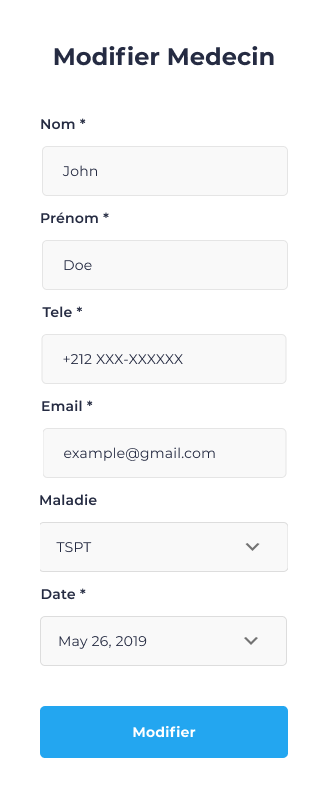 Modifier Medecin
Nom *
John
Prénom *
Doe
Tele *
+212 XXX-XXXXXX
Email *
example@gmail.com
Maladie
TSPT
Date *
May 26, 2019
Modifier